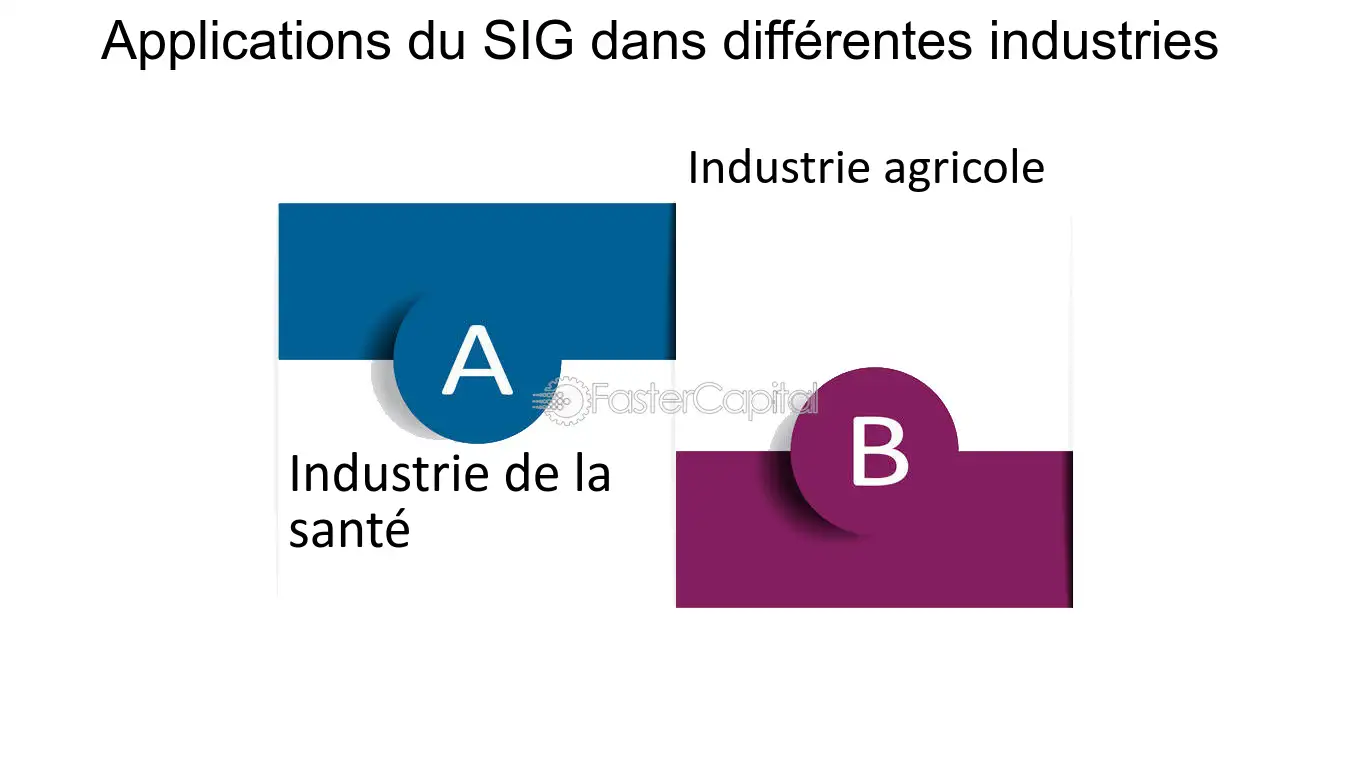 Applications du SIG dans différentes industries
Industrie agricole
A
FasterCapital
B
Industrie de la
santé